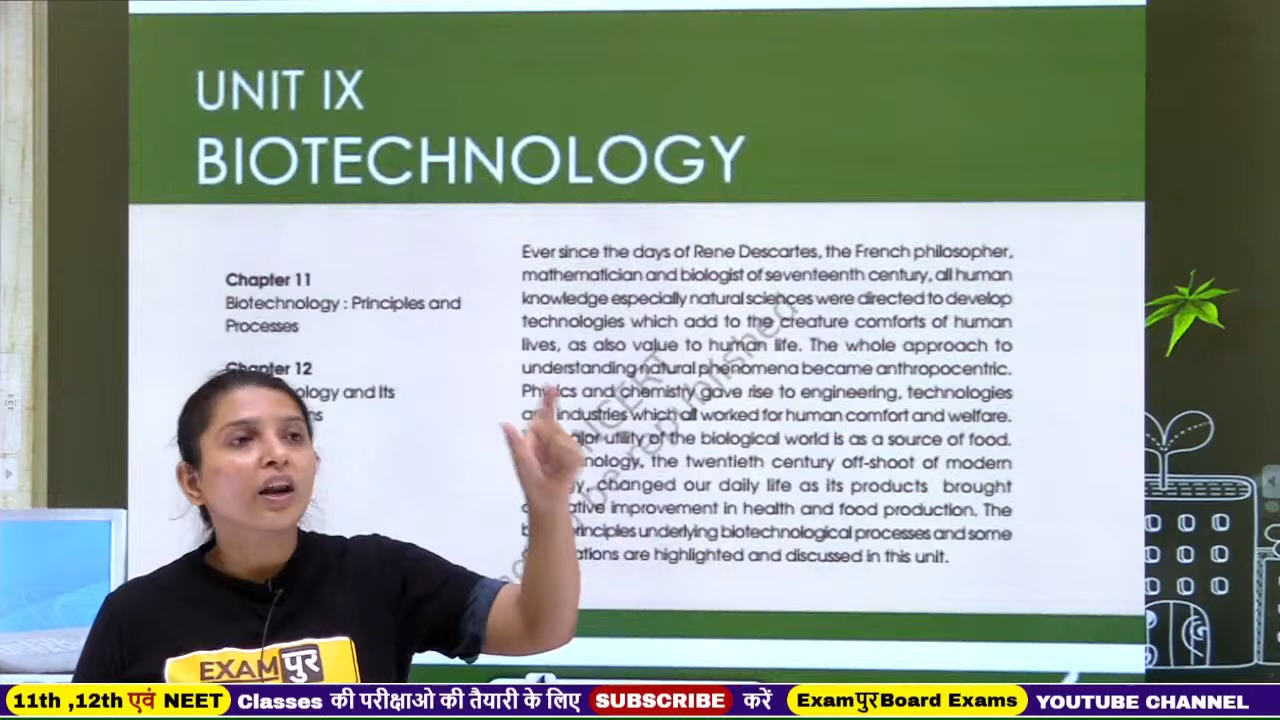 UNIT IX
BIOTECHNOLOGY
Chapter 11
Biotechnology : Principles and
Processes
Chapter 12
ology and Its
Ever since the days of Rene Descartes, the French philosopher,
mathematician and biologist of seventeenth century, all human
knowledge especially natural sciences were directed to develop
technologies which add to the creature comforts of human
lives, as also value to human life. The whole approach to
understanding natural phenomena became anthropocentric.
Physics and chemistry gave rise to engineering, technologies
industries which all worked for human comfort and welfare.
utility of the biological world is as a source of food.
the twentieth century off-shoot of modern
changed our daily life as its products brought
improvement in health and food production. The
principles underlying biotechnological processes and some
are highlighted and discussed in this unit.
be republished
EXAMपुर
11th ,12th एवं NEET Classes की परीक्षाओ की तैयारी के लिए SUBSCRIBE करें Examपुर Board Exams YOUTUBE CHANNEL